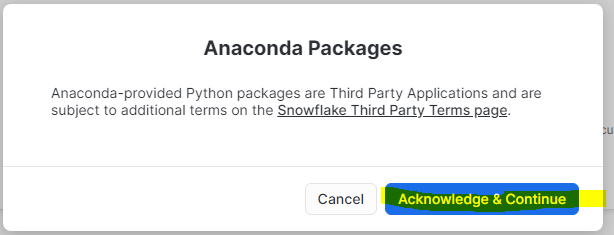 Anaconda Packages
Anaconda-provided Python packages are Third Party Applications and are
subject to additional terms on the Snowflake Third Party Terms page.
Cancel
Acknowledge & Continue